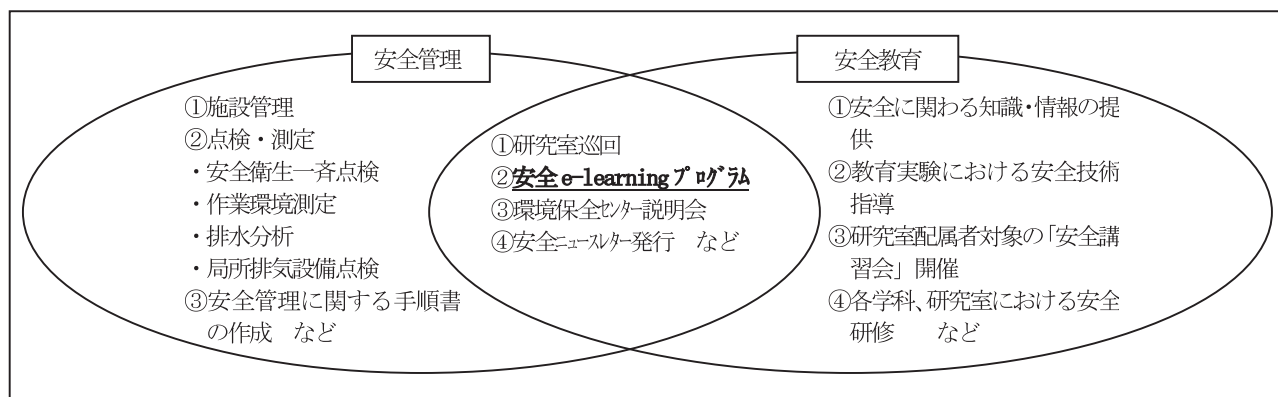 安全管理
①施設管理
②点検・測定
・安全衛生一斉点検
・作業環境測定
・排水分析
・局所排気設備点検
③安全管理に関する手順書
の作成　など
①研究室巡回
②安全e-learningプログラム
③環境保全センター説明会
④安全ニュースレター発行　など
安全教育
①安全に関わる知識・情報の提
供
②教育実験における安全技術
指導
③研究室配属者対象の「安全講
習会」開催
④各学科、研究室における安全
研修　　など